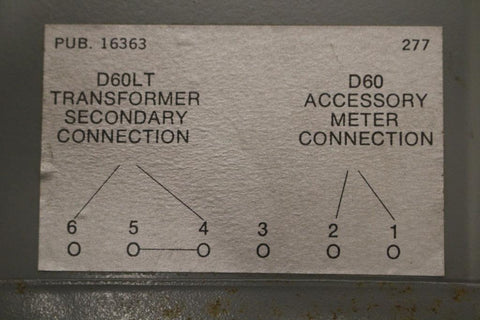 PUB. 16363 277
D60LT
TRANSFORMER
SECONDARY
CONNECTION
D60
ACCESSORY
METER
CONNECTION
6 5 4 3 2 1